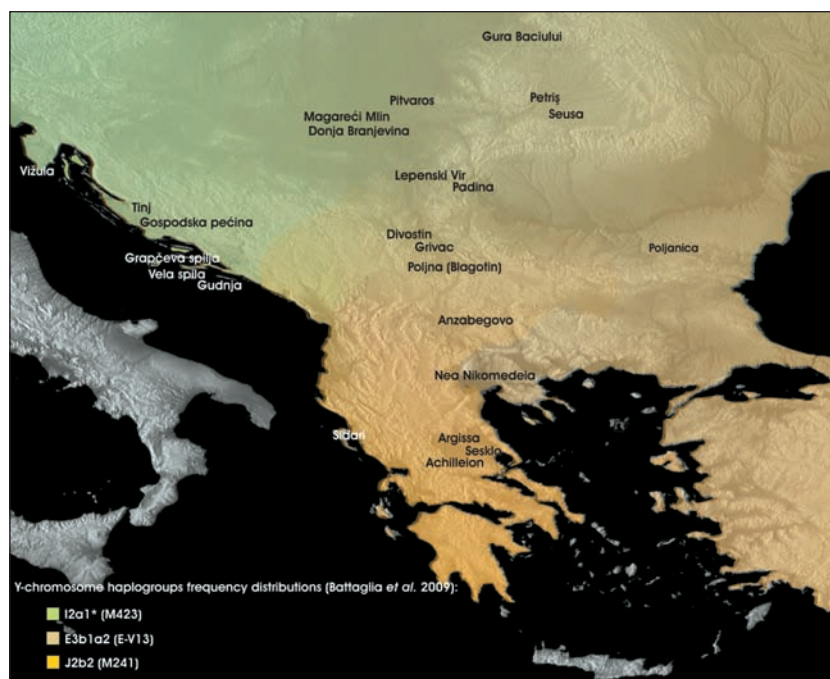 Gura Baciului
Pitvaros
Petriş
Magareći Mlin
Seusa
Donja Branjevina
Vižula
Lepenski Vir
Padina
Tinj
Gospodska pećina
Divostin
Grivac
Poljanica
Grapčeva spilja
Poljna (Blagotin)
Vela spila
Gudnja
Anzabegovo
Nea Nikomedeia
Sidari
Argissa
Sesklo
Achilleion
Y-chromosome haplogroups frequency distributions (Battaglia et al. 2009):
I2a1* (M423)
E3b1a2 (E-V13)
J2b2 (M241)